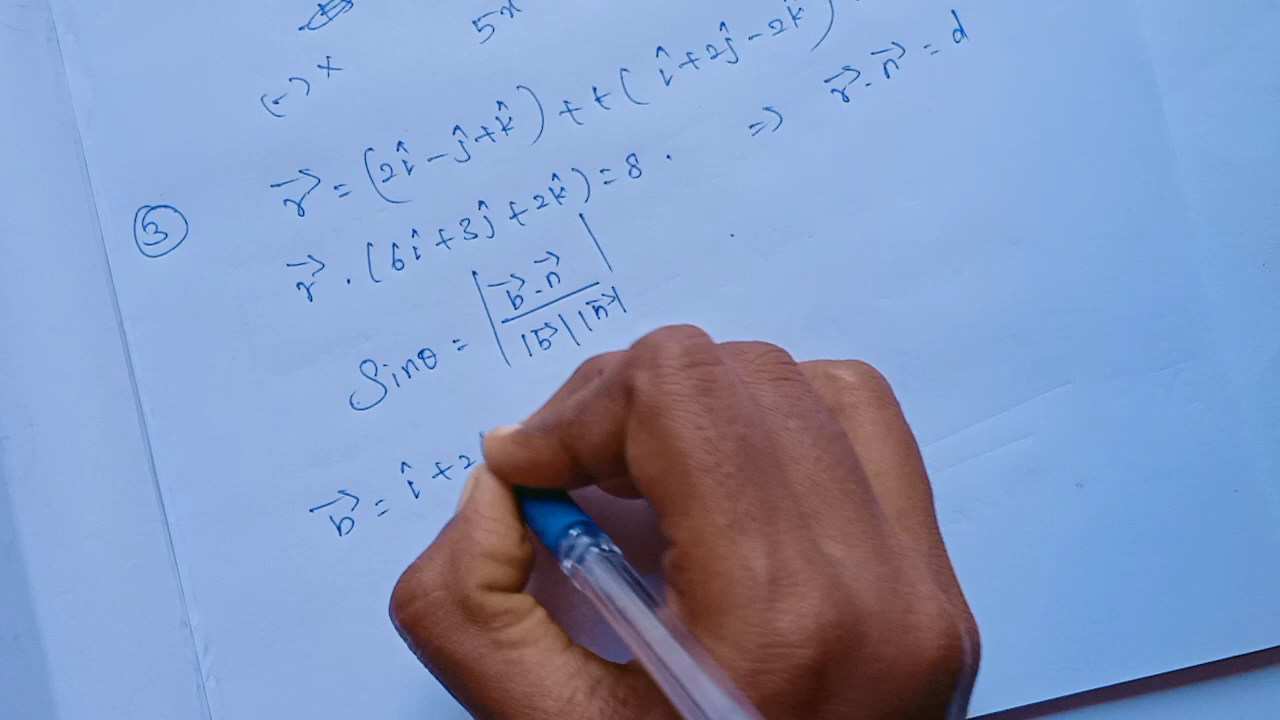 5x
(-) x
③ r⃗ = (2î - ĵ + k̂) + t(î + 2ĵ - 2k̂)
r⃗ . (6î + 3ĵ + 2k̂) = 8 . ⇒ r⃗ . n⃗ = d
Sinθ = | b⃗ . n⃗ / |b⃗| |n⃗| |
b⃗ = î + 2